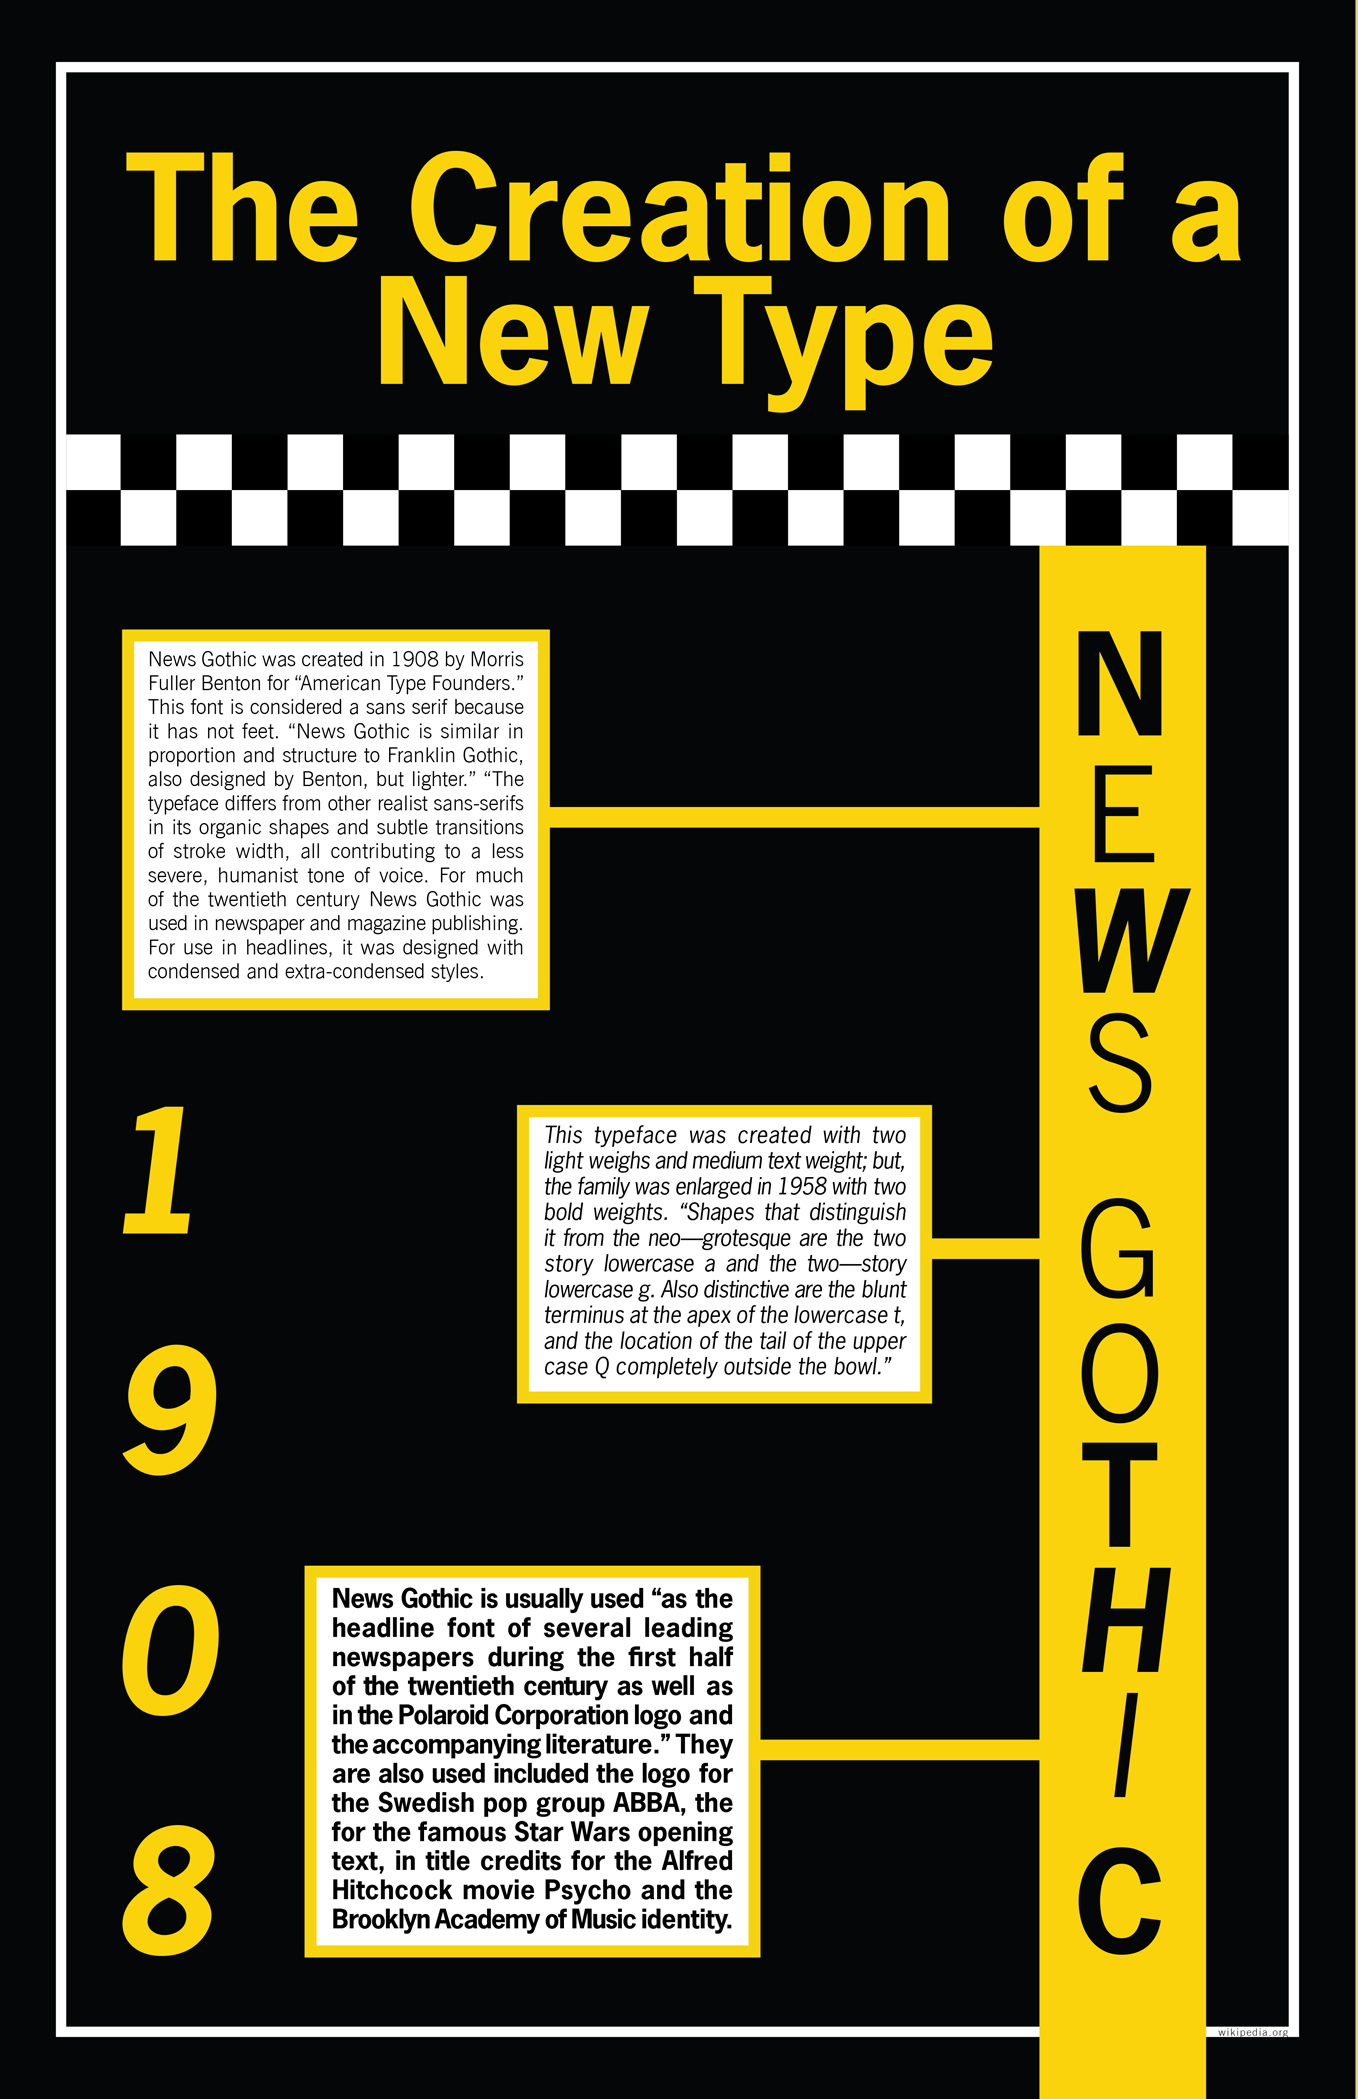 The Creation of a
New Type
News Gothic was created in 1908 by Morris
Fuller Benton for “American Type Founders.”
This font is considered a sans serif because
it has not feet. “News Gothic is similar in
proportion and structure to Franklin Gothic,
also designed by Benton, but lighter.” “The
typeface differs from other realist sans-serifs
in its organic shapes and subtle transitions
of stroke width, all contributing to a less
severe, humanist tone of voice. For much
of the twentieth century News Gothic was
used in newspaper and magazine publishing.
For use in headlines, it was designed with
condensed and extra-condensed styles.
This typeface was created with two
light weighs and medium text weight; but,
the family was enlarged in 1958 with two
bold weights. “Shapes that distinguish
it from the neo—grotesque are the two
story lowercase a and the two—story
lowercase g. Also distinctive are the blunt
terminus at the apex of the lowercase t,
and the location of the tail of the upper
case Q completely outside the bowl.”
News Gothic is usually used “as the
headline font of several leading
newspapers during the first half
of the twentieth century as well as
in the Polaroid Corporation logo and
the accompanying literature.” They
are also used included the logo for
the Swedish pop group ABBA, the
for the famous Star Wars opening
text, in title credits for the Alfred
Hitchcock movie Psycho and the
Brooklyn Academy of Music identity.
1
9
0
8
N
E
W
S
G
O
T
H
I
C
wikipedia.org